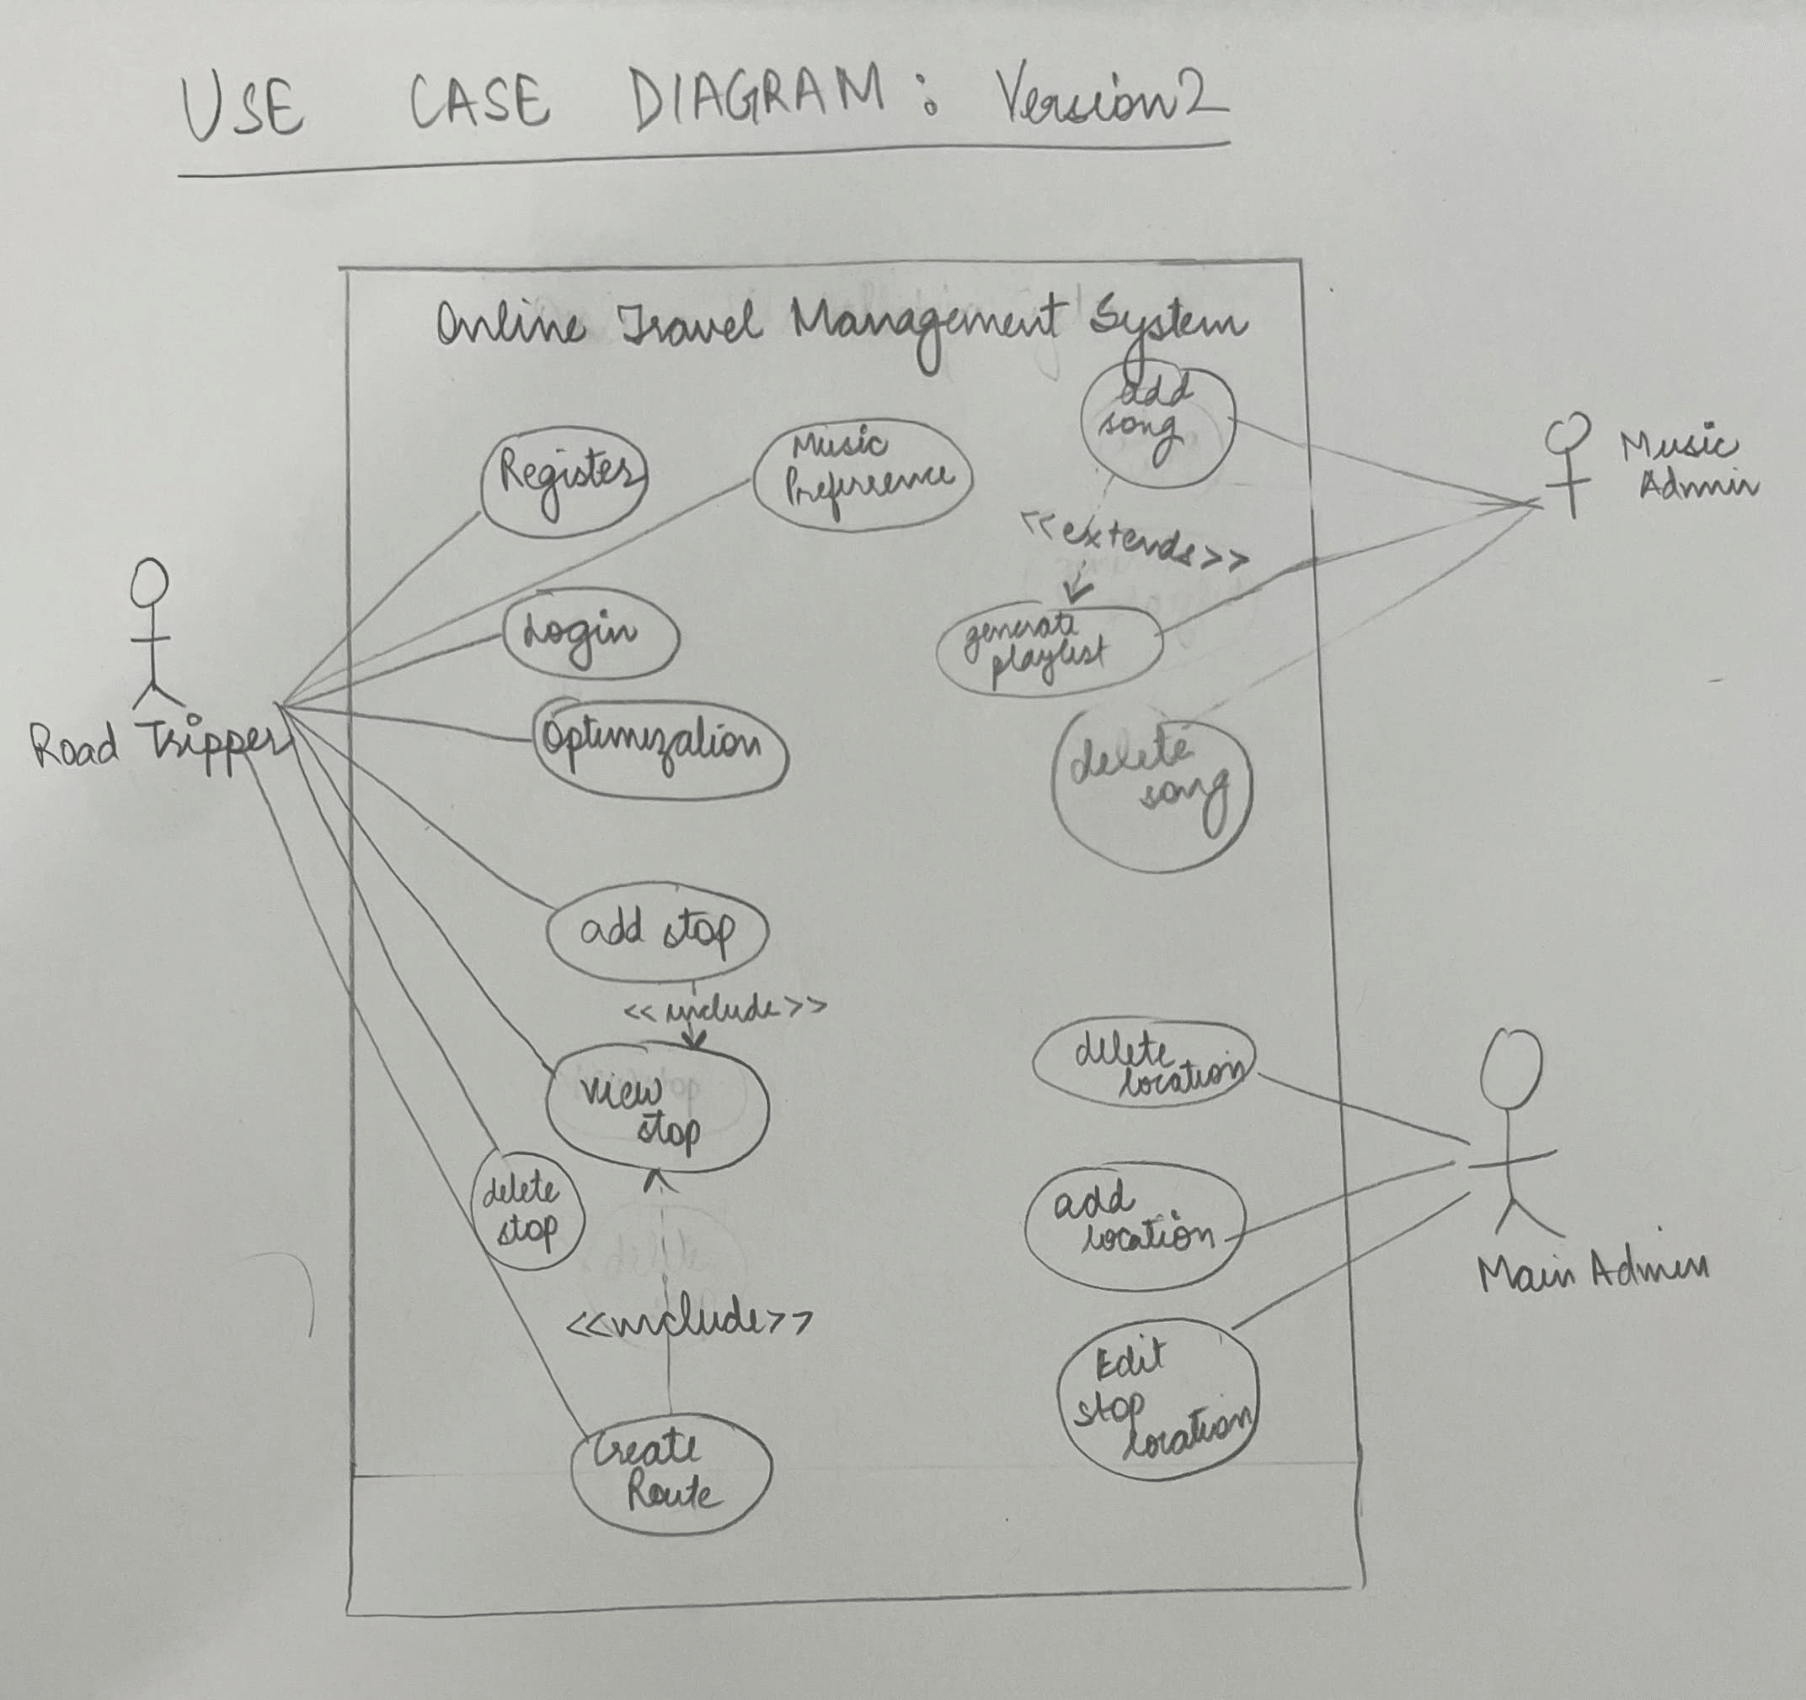 USE CASE DIAGRAM: Version2
Online Travel Management System
add
song
Music
Admin
Register
Music
Preference
<<extends>>
Login
generate
playlist
Road Tripper
Optimization
delete
song
add stop
<<include>>
view
stop
delete
location
delete
stop
add
location
Main Admin
<<include>>
Edit
stop
location
Create
Route